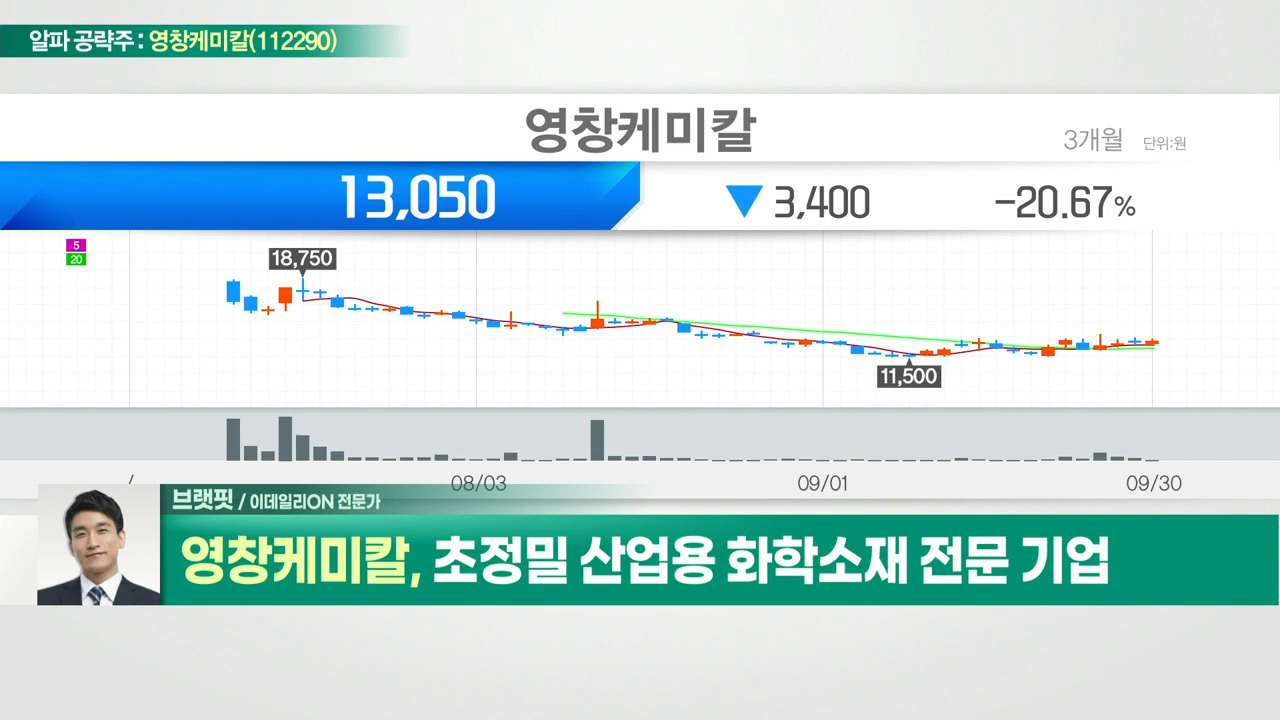 알파 공략주 : 영창케미칼(112290)
영창케미칼
3개월 단위:원
13,050 ▼ 3,400 -20.67%
5
20
18,750
11,500
/ 08/03 09/01 09/30
브랫핏 / 이데일리ON 전문가
영창케미칼, 초정밀 산업용 화학소재 전문 기업